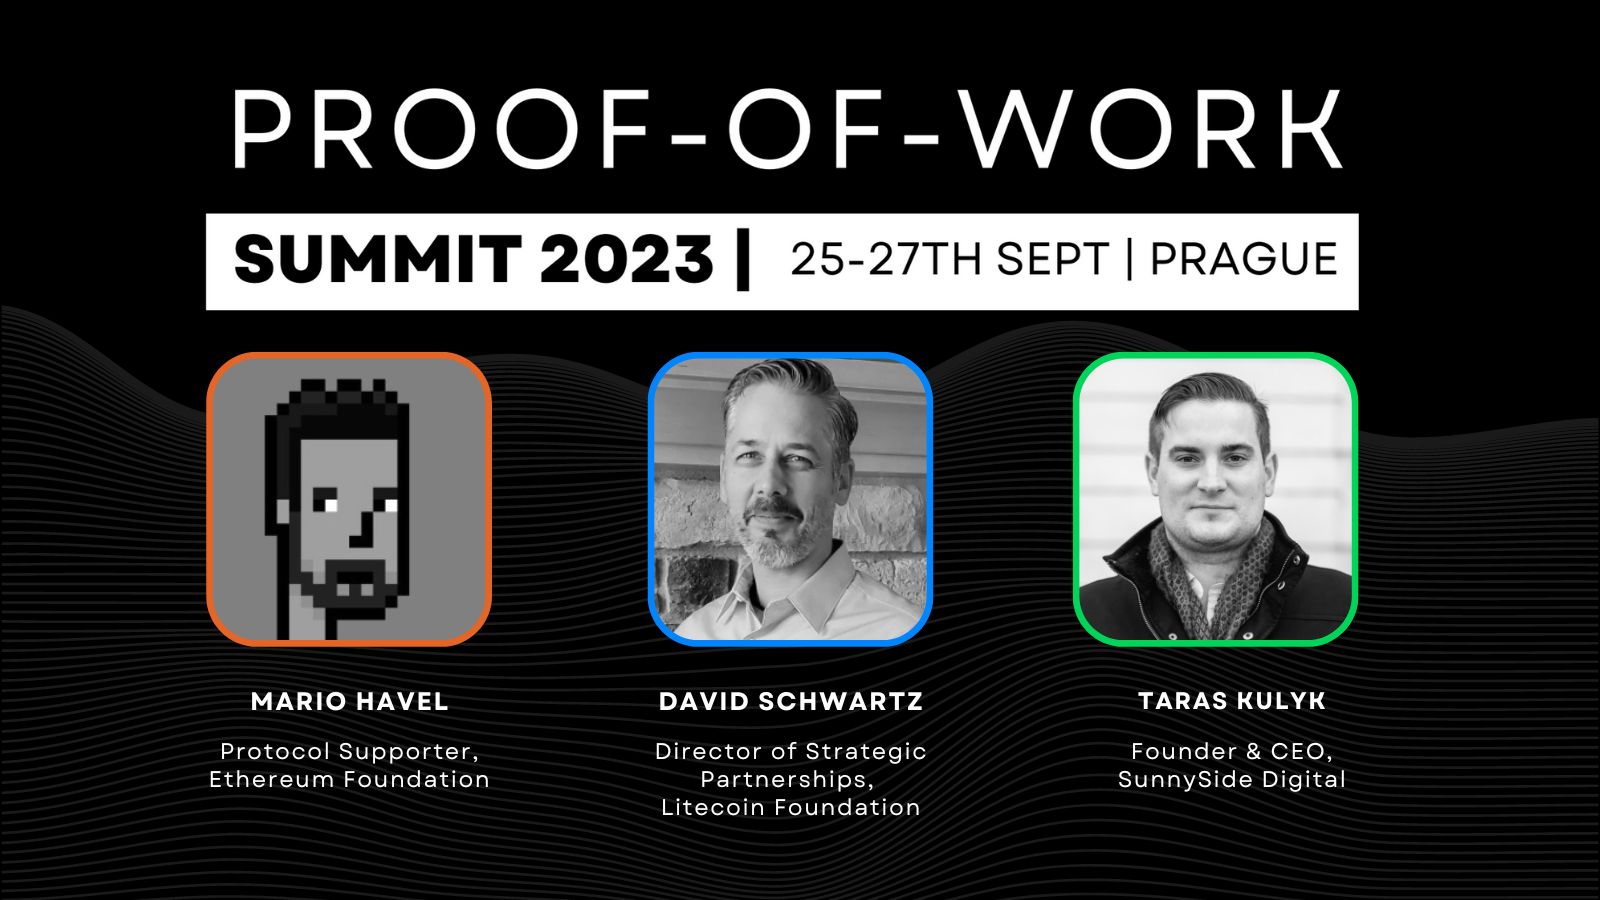 PROOF-OF-WORK
SUMMIT 2023 | 25-27TH SEPT | PRAGUE
MARIO HAVEL
Protocol Supporter,
Ethereum Foundation
DAVID SCHWARTZ
Director of Strategic
Partnerships,
Litecoin Foundation
TARAS KULYK
Founder & CEO,
SunnySide Digital